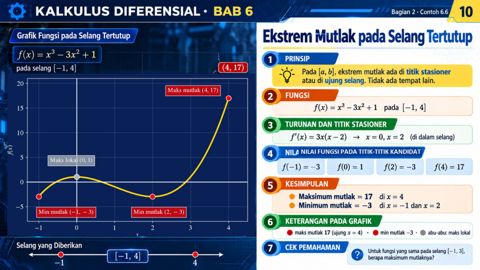 KALKULUS DIFERENSIAL • BAB 6
Grafik Fungsi pada Selang Tertutup
f(x) = x³ − 3x² + 1
pada selang [−1, 4]
(4, 17)
Maks mutlak (4, 17)
Maks lokal (0, 1)
Min mutlak (−1, −3)
Min mutlak (2, −3)
20
15
10
5
0
−5
f(x)
−1
0
1
2
3
4
x
Selang yang Diberikan
[−1, 4]
−1
4
Bagian 2 • Contoh 6.6
10
Ekstrem Mutlak pada Selang Tertutup
1 PRINSIP
Pada [a, b], ekstrem mutlak ada di titik stasioner
atau di ujung selang. Tidak ada tempat lain.
2 FUNGSI
f(x) = x³ − 3x² + 1 pada [−1, 4]
3 TURUNAN DAN TITIK STASIONER
f′(x) = 3x(x − 2) → x = 0, x = 2 (di dalam selang)
4 NILA NILAI FUNGSI PADA TITIK-TITIK KANDIDAT
f(−1) = −3 f(0) = 1 f(2) = −3 f(4) = 17
5 KESIMPULAN
Maksimum mutlak = 17 di x = 4
Minimum mutlak = −3 di x = −1 dan x = 2
6 KETERANGAN PADA GRAFIK
maks mutlak 17 (ujung x = 4) • min mutlak −3 • abu-abu: maks lokal
7 CEK PEMAHAMAN
? Untuk fungsi yang sama pada selang [−1, 3],
berapa maksimum mutlaknya?